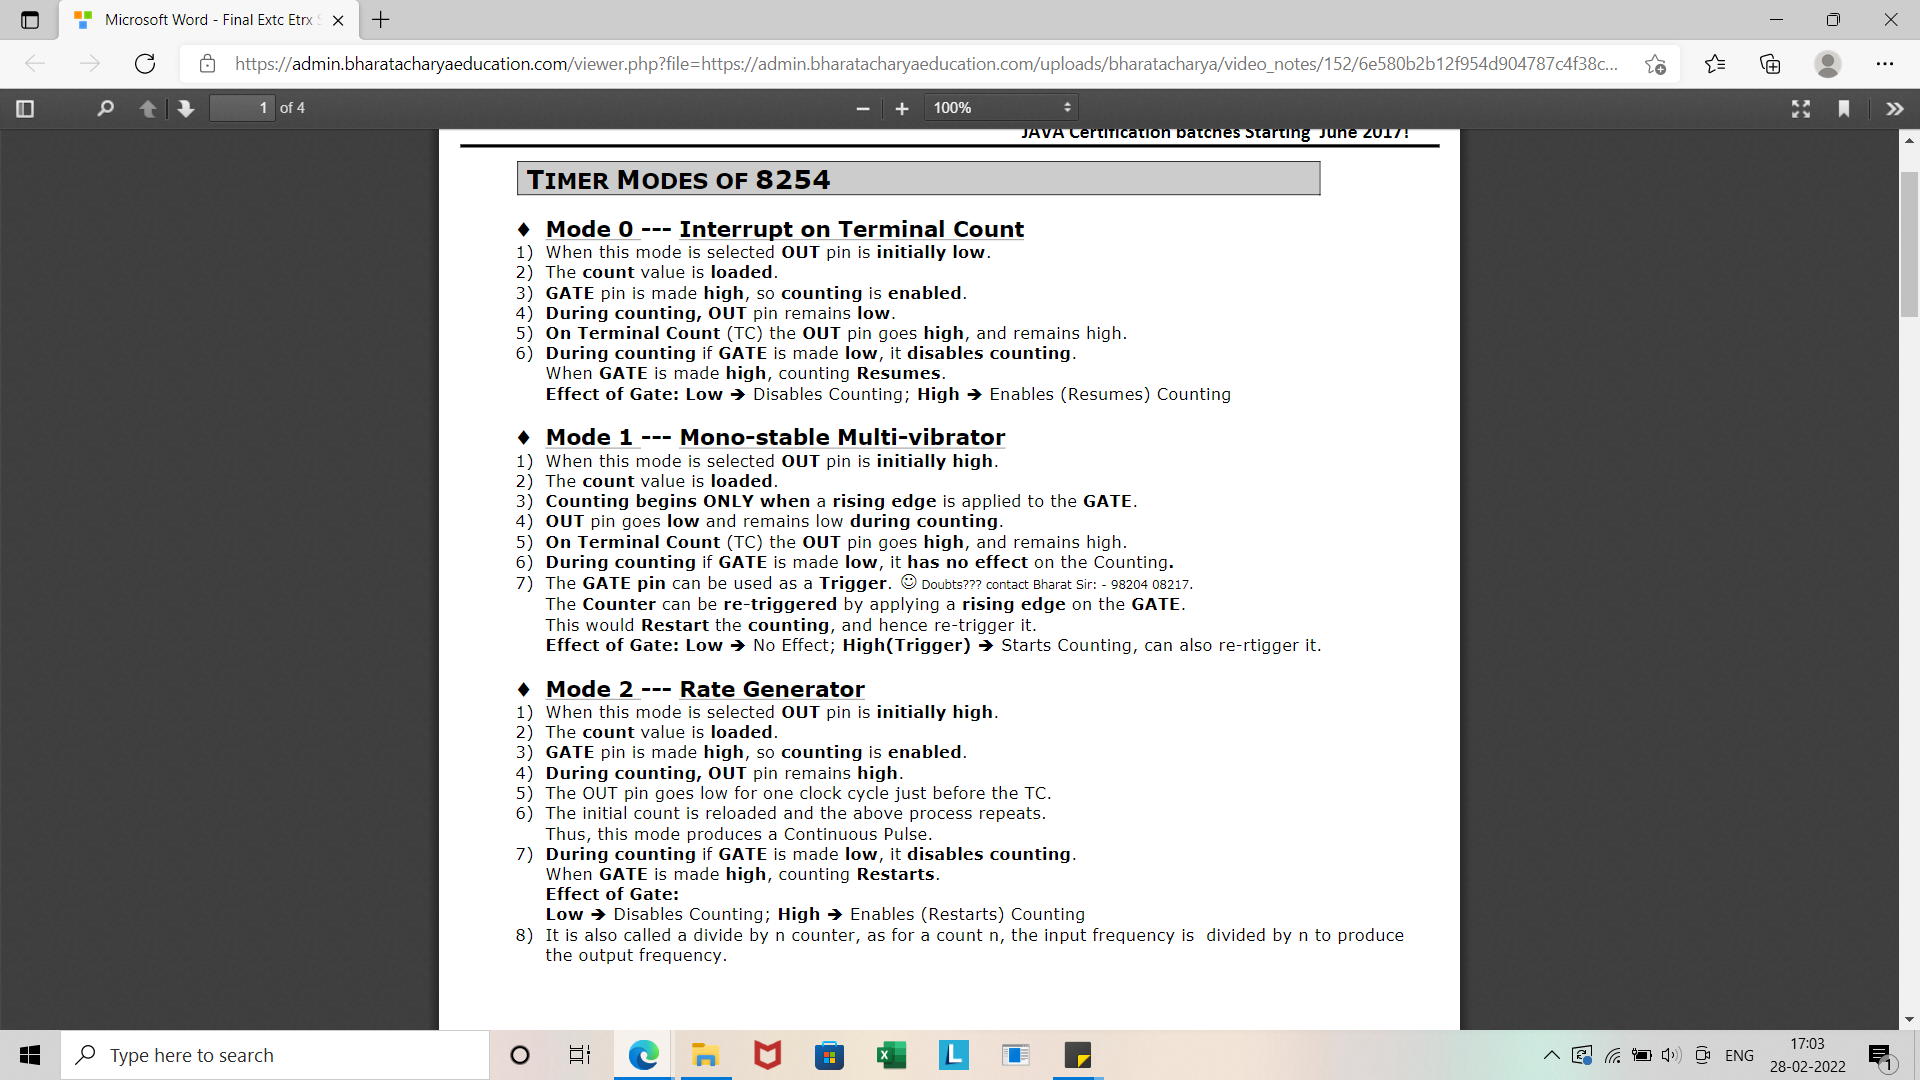 Microsoft Word - Final Extc Etrx S
https://admin.bharatacharyaeducation.com/viewer.php?file=https://admin.bharatacharyaeducation.com/uploads/bharatacharya/video_notes/152/6e580b2b12f954d904787c4f38c...
1 of 4
100%
JAVA Certification batches Starting June 2017!
TIMER MODES OF 8254
♦ Mode 0 --- Interrupt on Terminal Count
1) When this mode is selected OUT pin is initially low.
2) The count value is loaded.
3) GATE pin is made high, so counting is enabled.
4) During counting, OUT pin remains low.
5) On Terminal Count (TC) the OUT pin goes high, and remains high.
6) During counting if GATE is made low, it disables counting.
When GATE is made high, counting Resumes.
Effect of Gate: Low ➔ Disables Counting; High ➔ Enables (Resumes) Counting
♦ Mode 1 --- Mono-stable Multi-vibrator
1) When this mode is selected OUT pin is initially high.
2) The count value is loaded.
3) Counting begins ONLY when a rising edge is applied to the GATE.
4) OUT pin goes low and remains low during counting.
5) On Terminal Count (TC) the OUT pin goes high, and remains high.
6) During counting if GATE is made low, it has no effect on the Counting.
7) The GATE pin can be used as a Trigger. ☺ Doubts??? contact Bharat Sir: - 98204 08217.
The Counter can be re-triggered by applying a rising edge on the GATE.
This would Restart the counting, and hence re-trigger it.
Effect of Gate: Low ➔ No Effect; High(Trigger) ➔ Starts Counting, can also re-rtigger it.
♦ Mode 2 --- Rate Generator
1) When this mode is selected OUT pin is initially high.
2) The count value is loaded.
3) GATE pin is made high, so counting is enabled.
4) During counting, OUT pin remains high.
5) The OUT pin goes low for one clock cycle just before the TC.
6) The initial count is reloaded and the above process repeats.
Thus, this mode produces a Continuous Pulse.
7) During counting if GATE is made low, it disables counting.
When GATE is made high, counting Restarts.
Effect of Gate:
Low ➔ Disables Counting; High ➔ Enables (Restarts) Counting
8) It is also called a divide by n counter, as for a count n, the input frequency is divided by n to produce
the output frequency.
Type here to search
ENG
17:03
28-02-2022
1